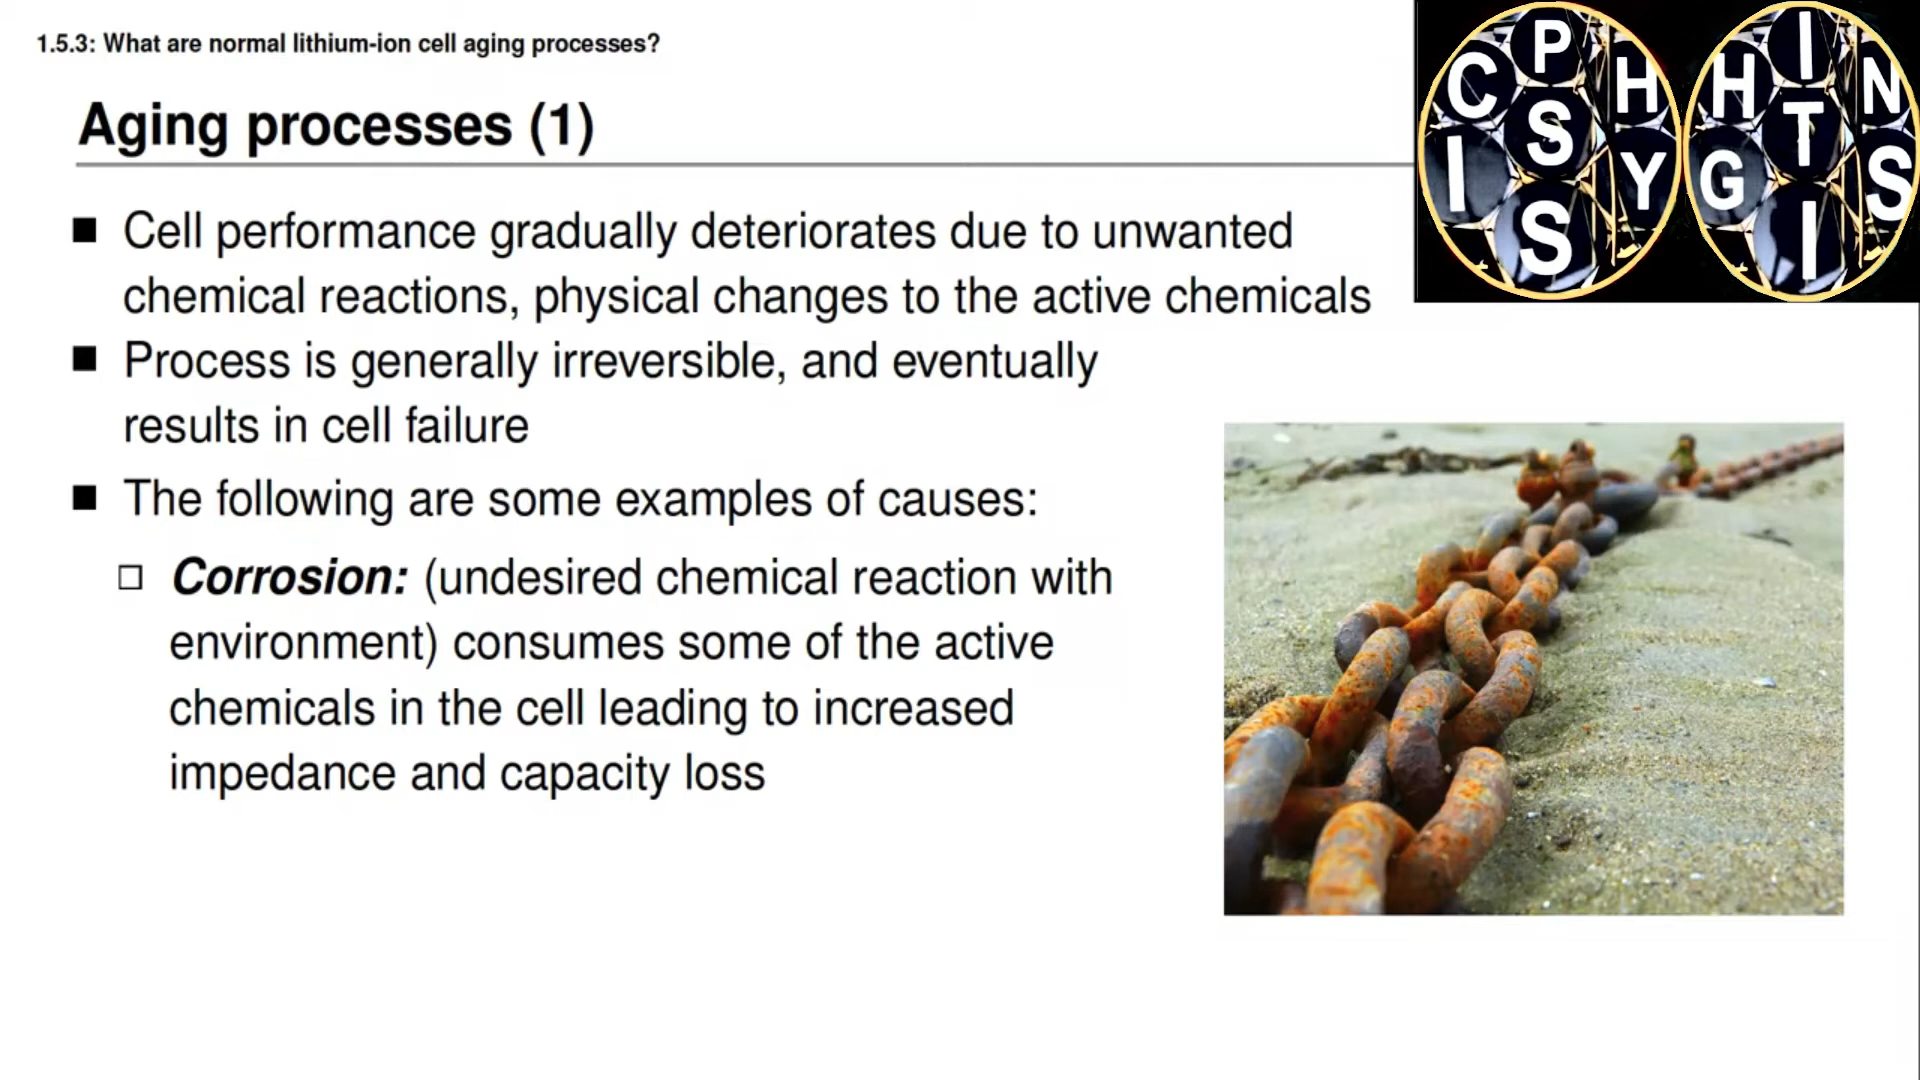 1.5.3: What are normal lithium-ion cell aging processes?
Aging processes (1)
Cell performance gradually deteriorates due to unwanted
chemical reactions, physical changes to the active chemicals
Process is generally irreversible, and eventually
results in cell failure
The following are some examples of causes:
Corrosion: (undesired chemical reaction with
environment) consumes some of the active
chemicals in the cell leading to increased
impedance and capacity loss
PHYSICS
INSIGHT